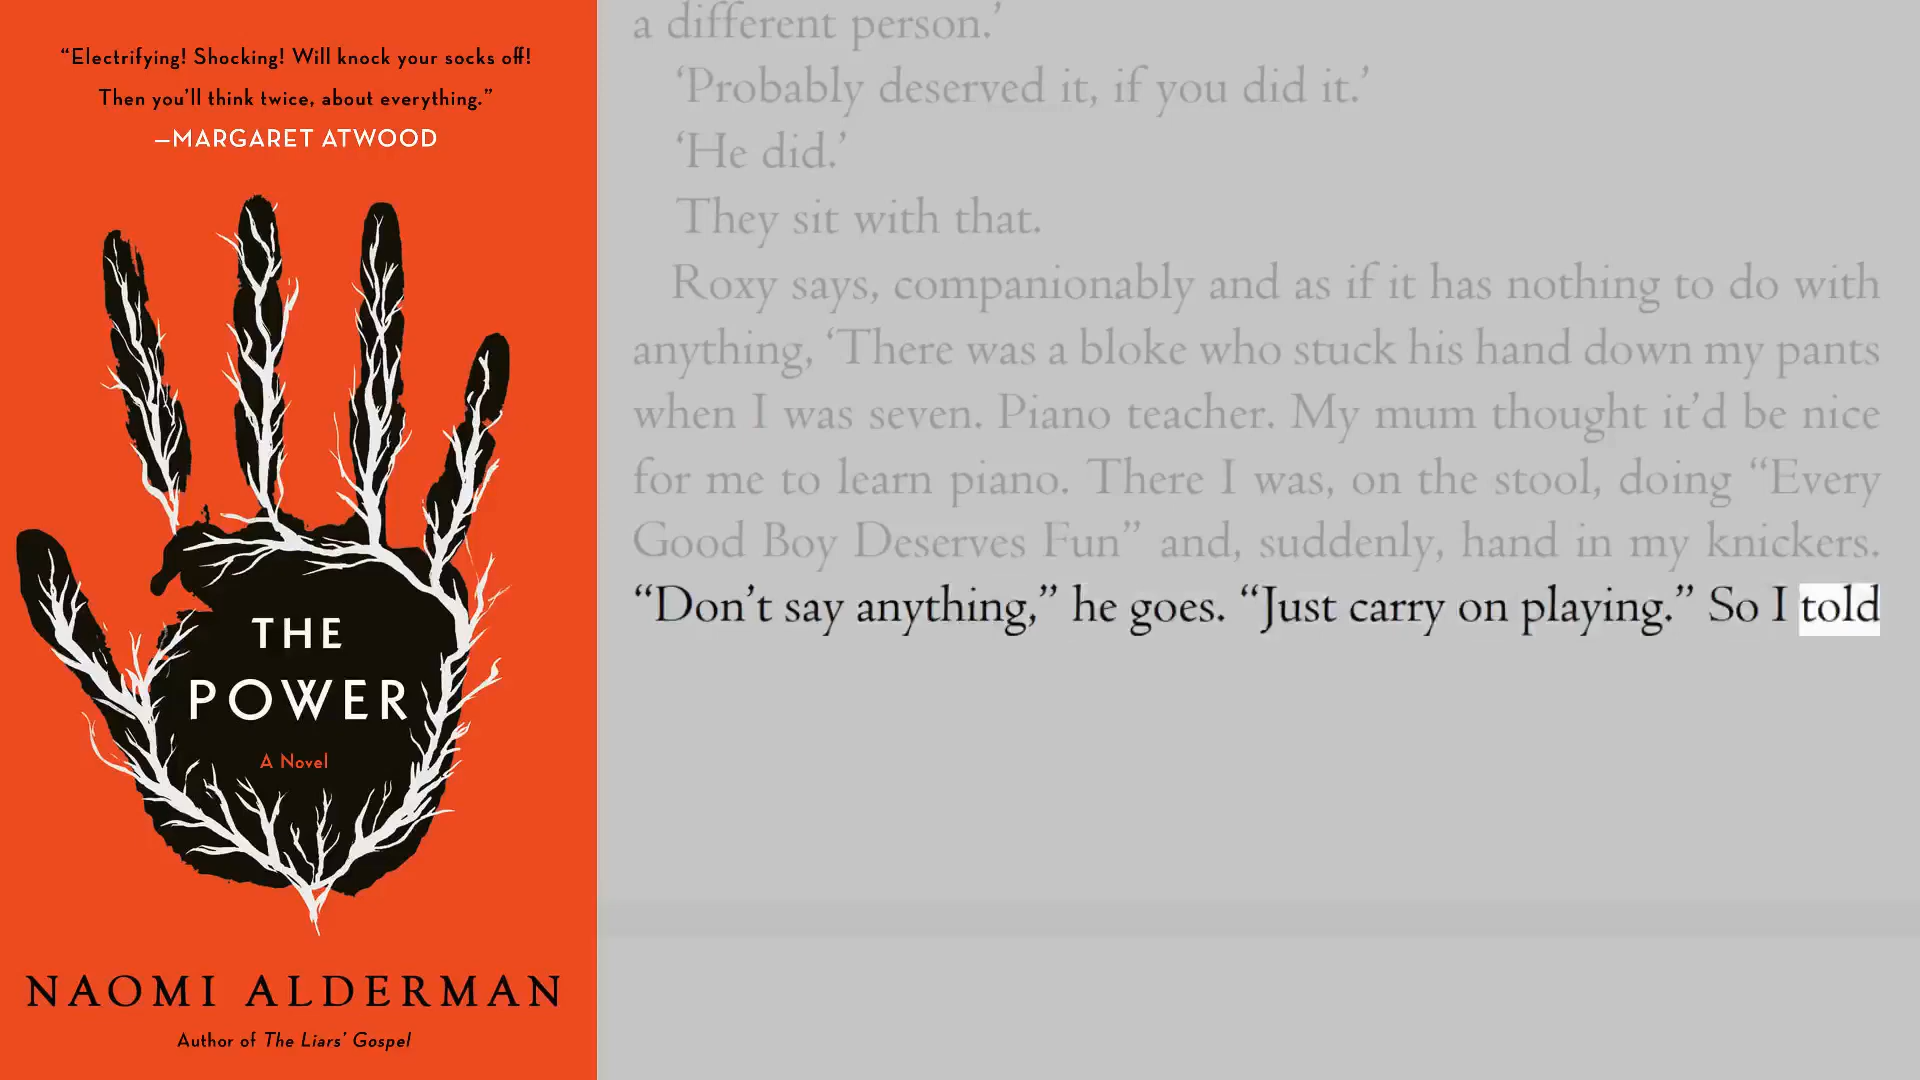 “Electrifying! Shocking! Will knock your socks off!
Then you’ll think twice, about everything.”
—MARGARET ATWOOD
THE
POWER
A Novel
NAOMI ALDERMAN
Author of The Liars’ Gospel
a different person.’
‘Probably deserved it, if you did it.’
‘He did.’
They sit with that.
Roxy says, companionably and as if it has nothing to do with
anything, ‘There was a bloke who stuck his hand down my pants
when I was seven. Piano teacher. My mum thought it’d be nice
for me to learn piano. There I was, on the stool, doing “Every
Good Boy Deserves Fun” and, suddenly, hand in my knickers.
“Don’t say anything,” he goes. “Just carry on playing.” So I told